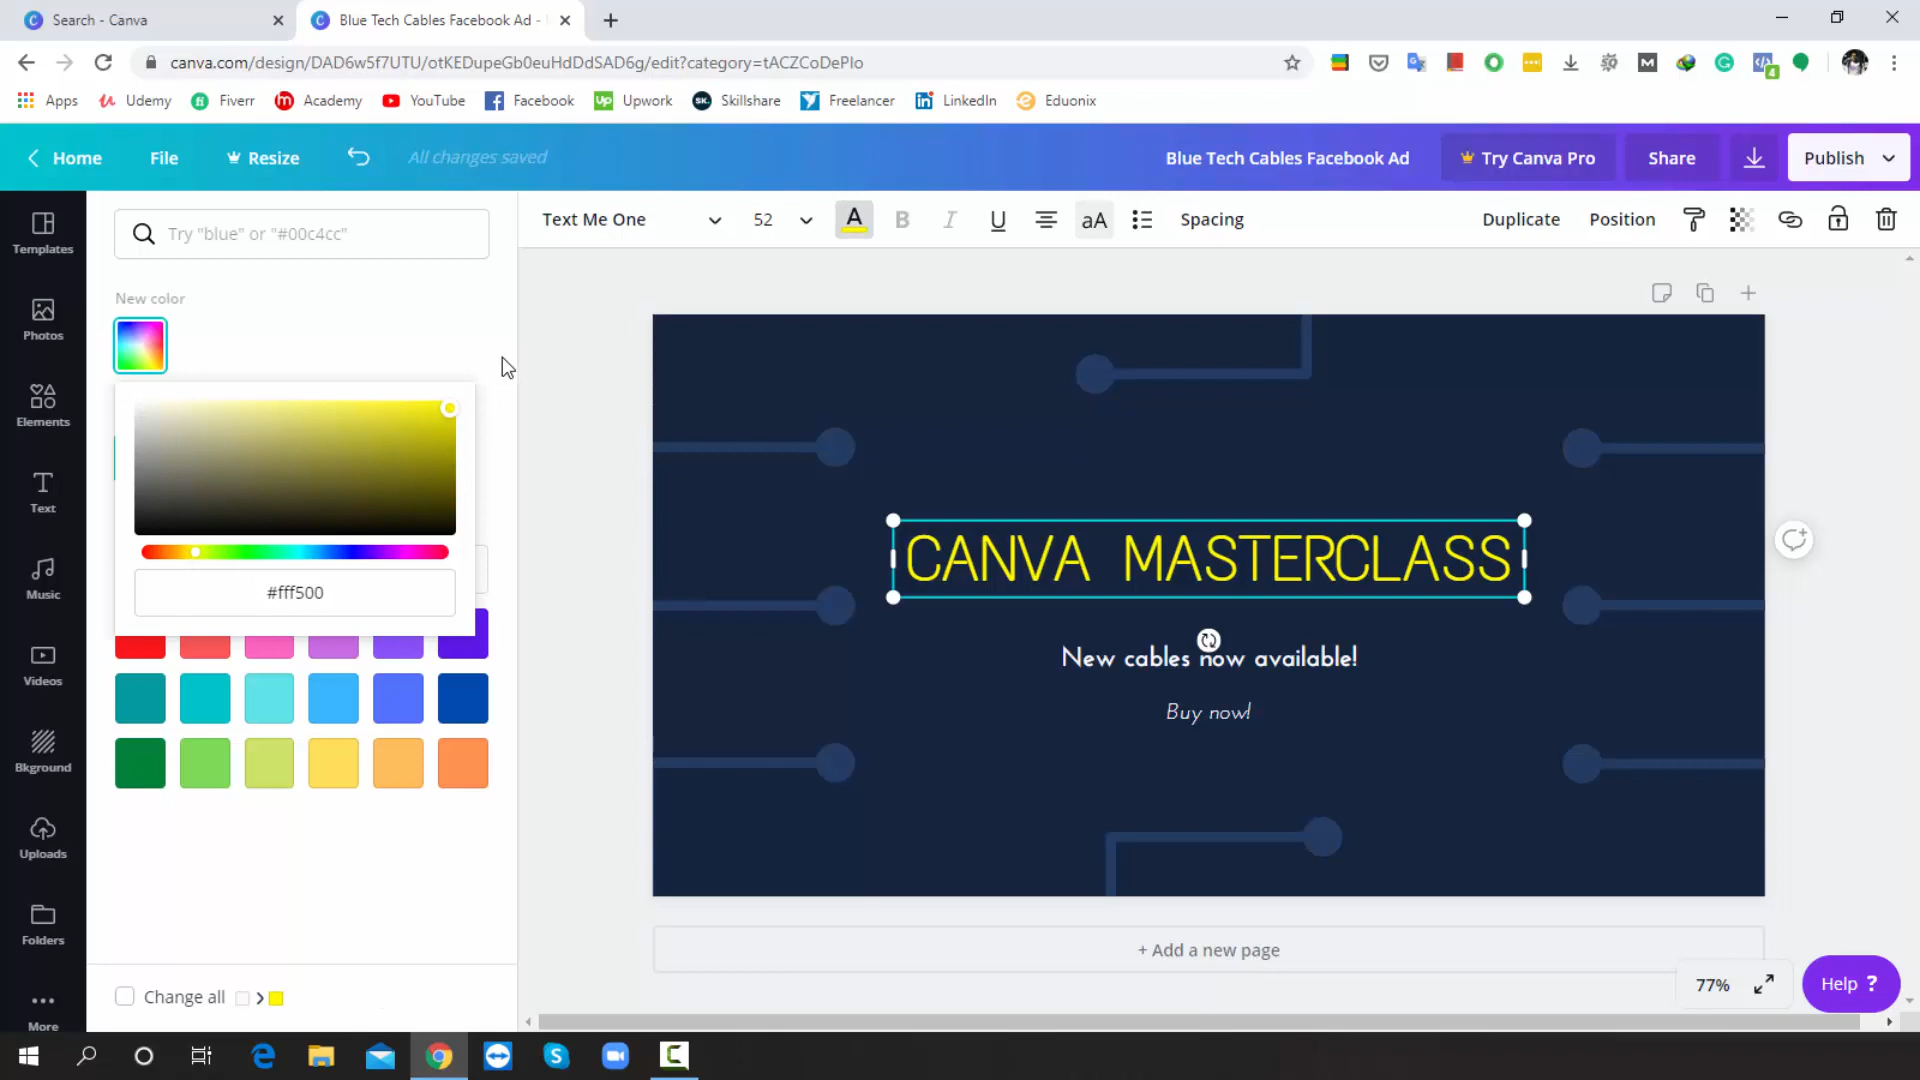 Search - Canva
Blue Tech Cables Facebook Ad -
canva.com/design/DAD6w5f7UTU/otKEDupeGb0euHdDdSAD6g/edit?category=tACZCoDePIo
4
Apps
Udemy
Fiverr
Academy
YouTube
Facebook
Upwork
Skillshare
Freelancer
LinkedIn
Eduonix
Home
File
Resize
All changes saved
Blue Tech Cables Facebook Ad
Try Canva Pro
Share
Publish
Templates
Photos
Elements
Text
Music
Videos
Bkground
Uploads
Folders
More
Try "blue" or "#00c4cc"
New color
#fff500
Change all
Text Me One
52
A
B
I
U
aA
Spacing
Duplicate
Position
CANVA MASTERCLASS
New cables now available!
Buy now!
+ Add a new page
77%
Help ?